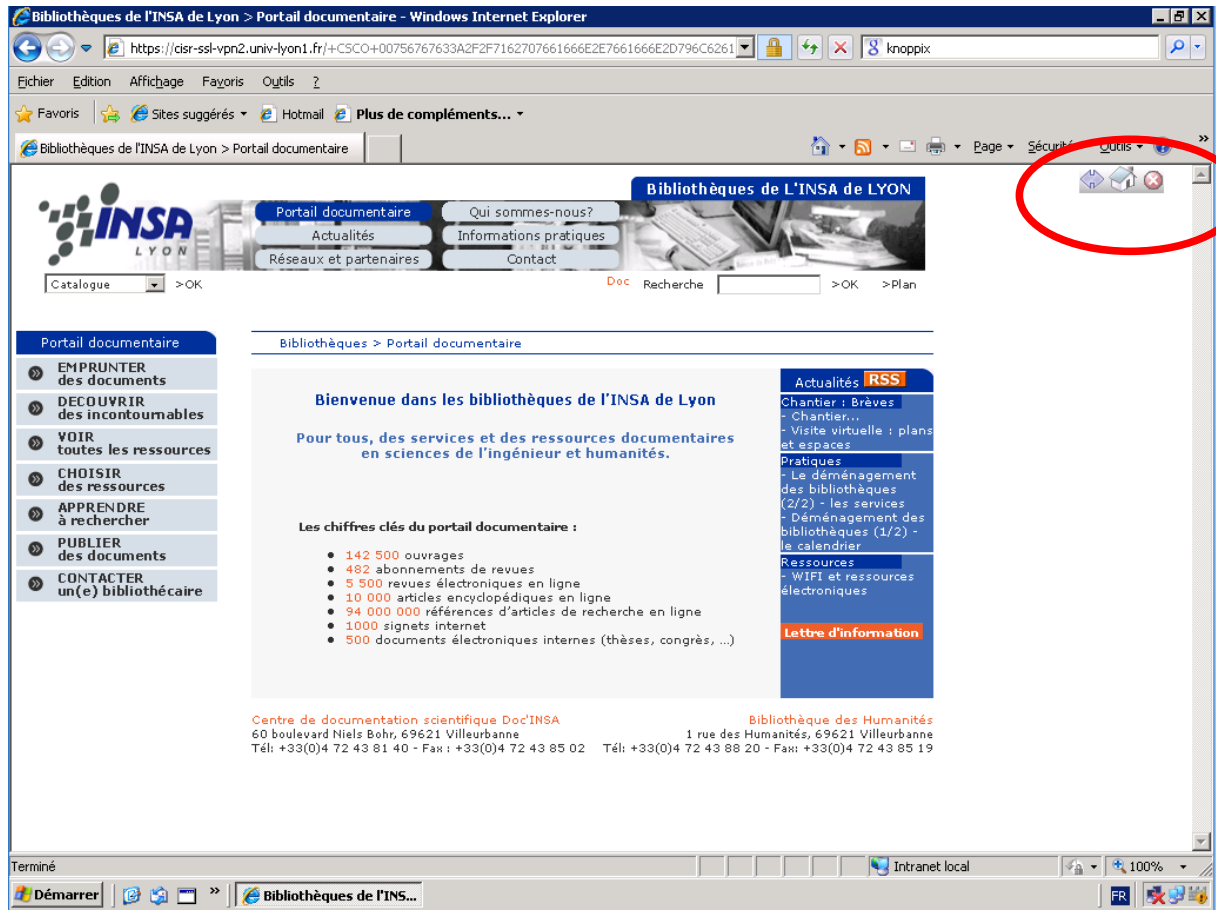 Bibliothèques de l'INSA de Lyon > Portail documentaire - Windows Internet Explorer
https://cisr-ssl-vpn2.univ-lyon1.fr/+CSCO+00756767633A2F2F7162707661666E2E7661666E2D796C6261
knoppix
Fichier Edition Affichage Favoris Outils ?
Favoris Sites suggérés Hotmail Plus de compléments...
Bibliothèques de l'INSA de Lyon > Portail documentaire
Page Sécurité Outils »
Bibliothèques de L'INSA de LYON
INSA
LYON
Portail documentaire Qui sommes-nous?
Actualités Informations pratiques
Réseaux et partenaires Contact
Catalogue >OK Doc Recherche >OK >Plan
Portail documentaire
EMPRUNTER
des documents
DECOUVRIR
des incontournables
VOIR
toutes les ressources
CHOISIR
des ressources
APPRENDRE
à rechercher
PUBLIER
des documents
CONTACTER
un(e) bibliothécaire
Bibliothèques > Portail documentaire
Bienvenue dans les bibliothèques de l'INSA de Lyon
Pour tous, des services et des ressources documentaires
en sciences de l'ingénieur et humanités.
Les chiffres clés du portail documentaire :
• 142 500 ouvrages
• 482 abonnements de revues
• 5 500 revues électroniques en ligne
• 10 000 articles encyclopédiques en ligne
• 94 000 000 références d'articles de recherche en ligne
• 1000 signets internet
• 500 documents électroniques internes (thèses, congrès, ...)
Actualités RSS
Chantier : Brèves
- Chantier...
- Visite virtuelle : plans
et espaces
Pratiques
- Le déménagement
des bibliothèques
(2/2) - les services
- Déménagement des
bibliothèques (1/2) -
le calendrier
Ressources
- WIFI et ressources
électroniques
Lettre d'information
Centre de documentation scientifique Doc'INSA
60 boulevard Niels Bohr, 69621 Villeurbanne
Tél: +33(0)4 72 43 81 40 - Fax : +33(0)4 72 43 85 02
Bibliothèque des Humanités
1 rue des Humanités, 69621 Villeurbanne
Tél: +33(0)4 72 43 88 20 - Fax: +33(0)4 72 43 85 19
Terminé Intranet local 100%
Démarrer » Bibliothèques de l'INS... FR